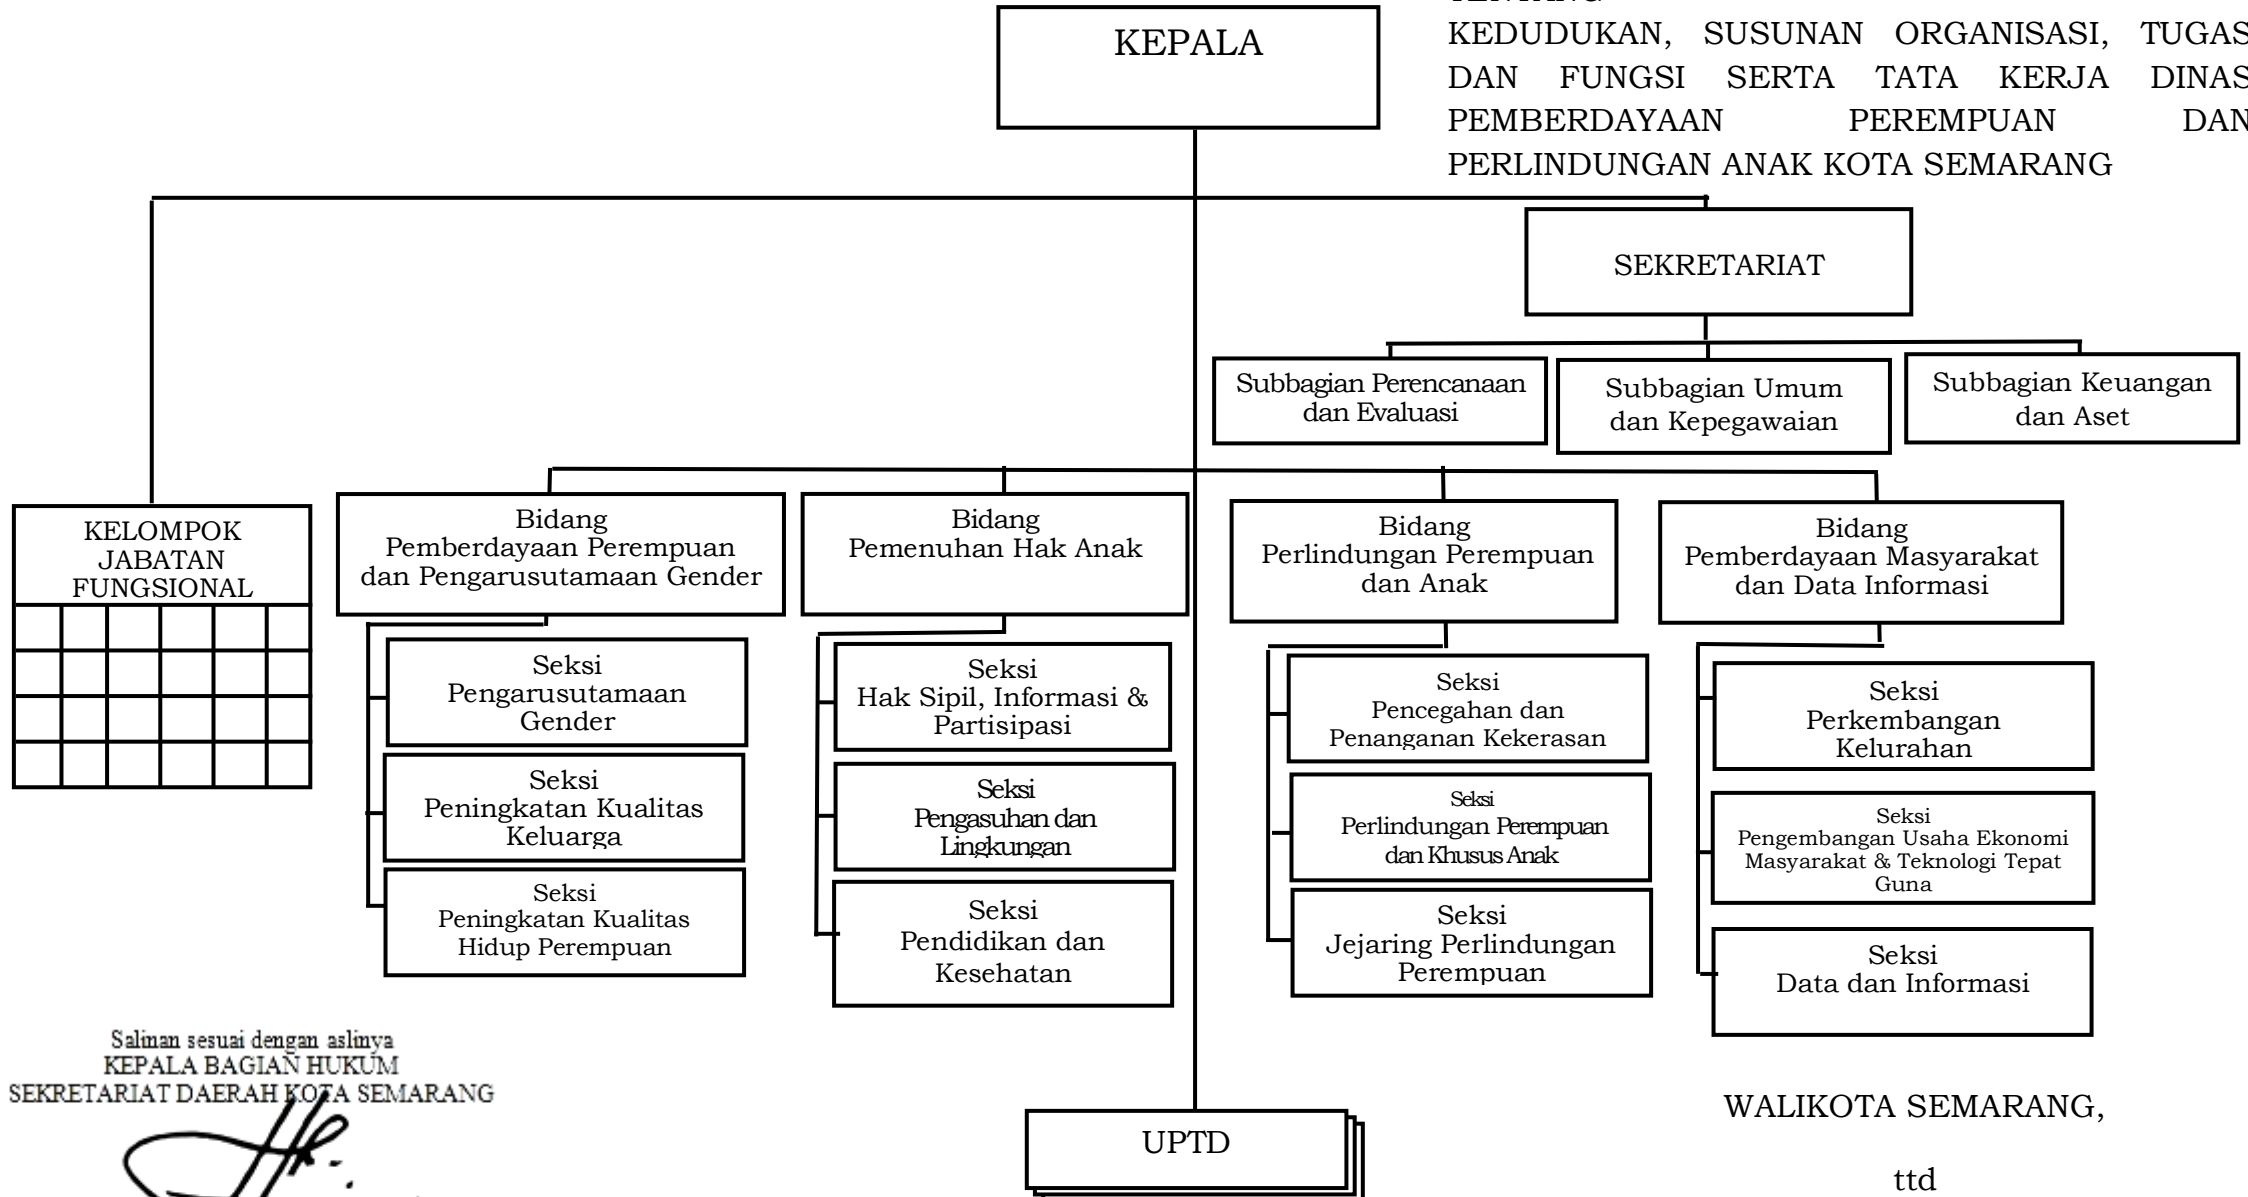 TENTANG
KEDUDUKAN, SUSUNAN ORGANISASI, TUGAS
DAN FUNGSI SERTA TATA KERJA DINAS
PEMBERDAYAAN PEREMPUAN DAN
PERLINDUNGAN ANAK KOTA SEMARANG
KEPALA
SEKRETARIAT
Subbagian Perencanaan
dan Evaluasi
Subbagian Umum
dan Kepegawaian
Subbagian Keuangan
dan Aset
KELOMPOK
JABATAN
FUNGSIONAL
Bidang
Pemberdayaan Perempuan
dan Pengarusutamaan Gender
Seksi
Pengarusutamaan
Gender
Seksi
Peningkatan Kualitas
Keluarga
Seksi
Peningkatan Kualitas
Hidup Perempuan
Bidang
Pemenuhan Hak Anak
Seksi
Hak Sipil, Informasi &
Partisipasi
Seksi
Pengasuhan dan
Lingkungan
Seksi
Pendidikan dan
Kesehatan
Bidang
Perlindungan Perempuan
dan Anak
Seksi
Pencegahan dan
Penanganan Kekerasan
Seksi
Perlindungan Perempuan
dan Khusus Anak
Seksi
Jejaring Perlindungan
Perempuan
Bidang
Pemberdayaan Masyarakat
dan Data Informasi
Seksi
Perkembangan
Kelurahan
Seksi
Pengembangan Usaha Ekonomi
Masyarakat & Teknologi Tepat
Guna
Seksi
Data dan Informasi
UPTD
Salinan sesuai dengan aslinya
KEPALA BAGIAN HUKUM
SEKRETARIAT DAERAH KOTA SEMARANG
WALIKOTA SEMARANG,
ttd